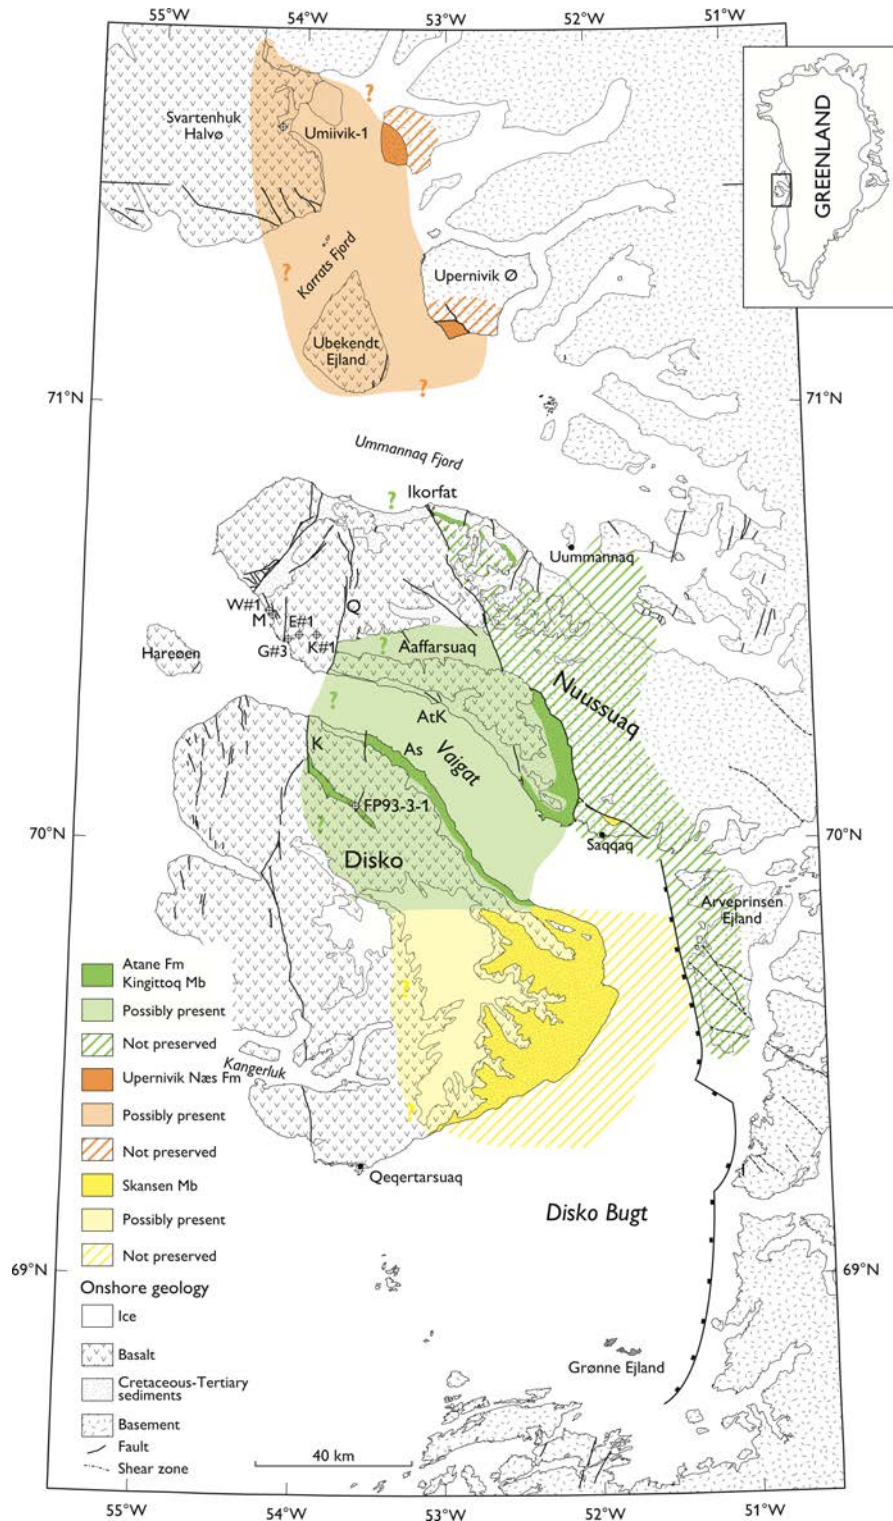 55°W 54°W 53°W 52°W 51°W
GREENLAND
Svartenhuk
Halvø
Umiivik-1
?
Karrats Fjord
?
Upernivik Ø
Ubekendt
Ejland
?
71°N 71°N
Ummannaq Fjord
?
Ikorfat
Uummannaq
W#1
M
E#1
G#3
K#1
Q
Hareøen
?
Aaffarsuaq
Nuussuaq
?
AtK
Vaigat
K
As
FP93-3-1
?
70°N 70°N
Disko
Saqqaq
Arveprinsen
Ejland
Atane Fm
Kingittoq Mb
Possibly present
Not preserved
Upernivik Næs Fm
Possibly present
Not preserved
Skansen Mb
Possibly present
Not preserved
Onshore geology
Ice
Basalt
Cretaceous-Tertiary
sediments
Basement
Fault
Shear zone
?
Kangerluk
?
Qeqertarsuaq
Disko Bugt
69°N 69°N
Grønne Ejland
40 km
55°W 54°W 53°W 52°W 51°W